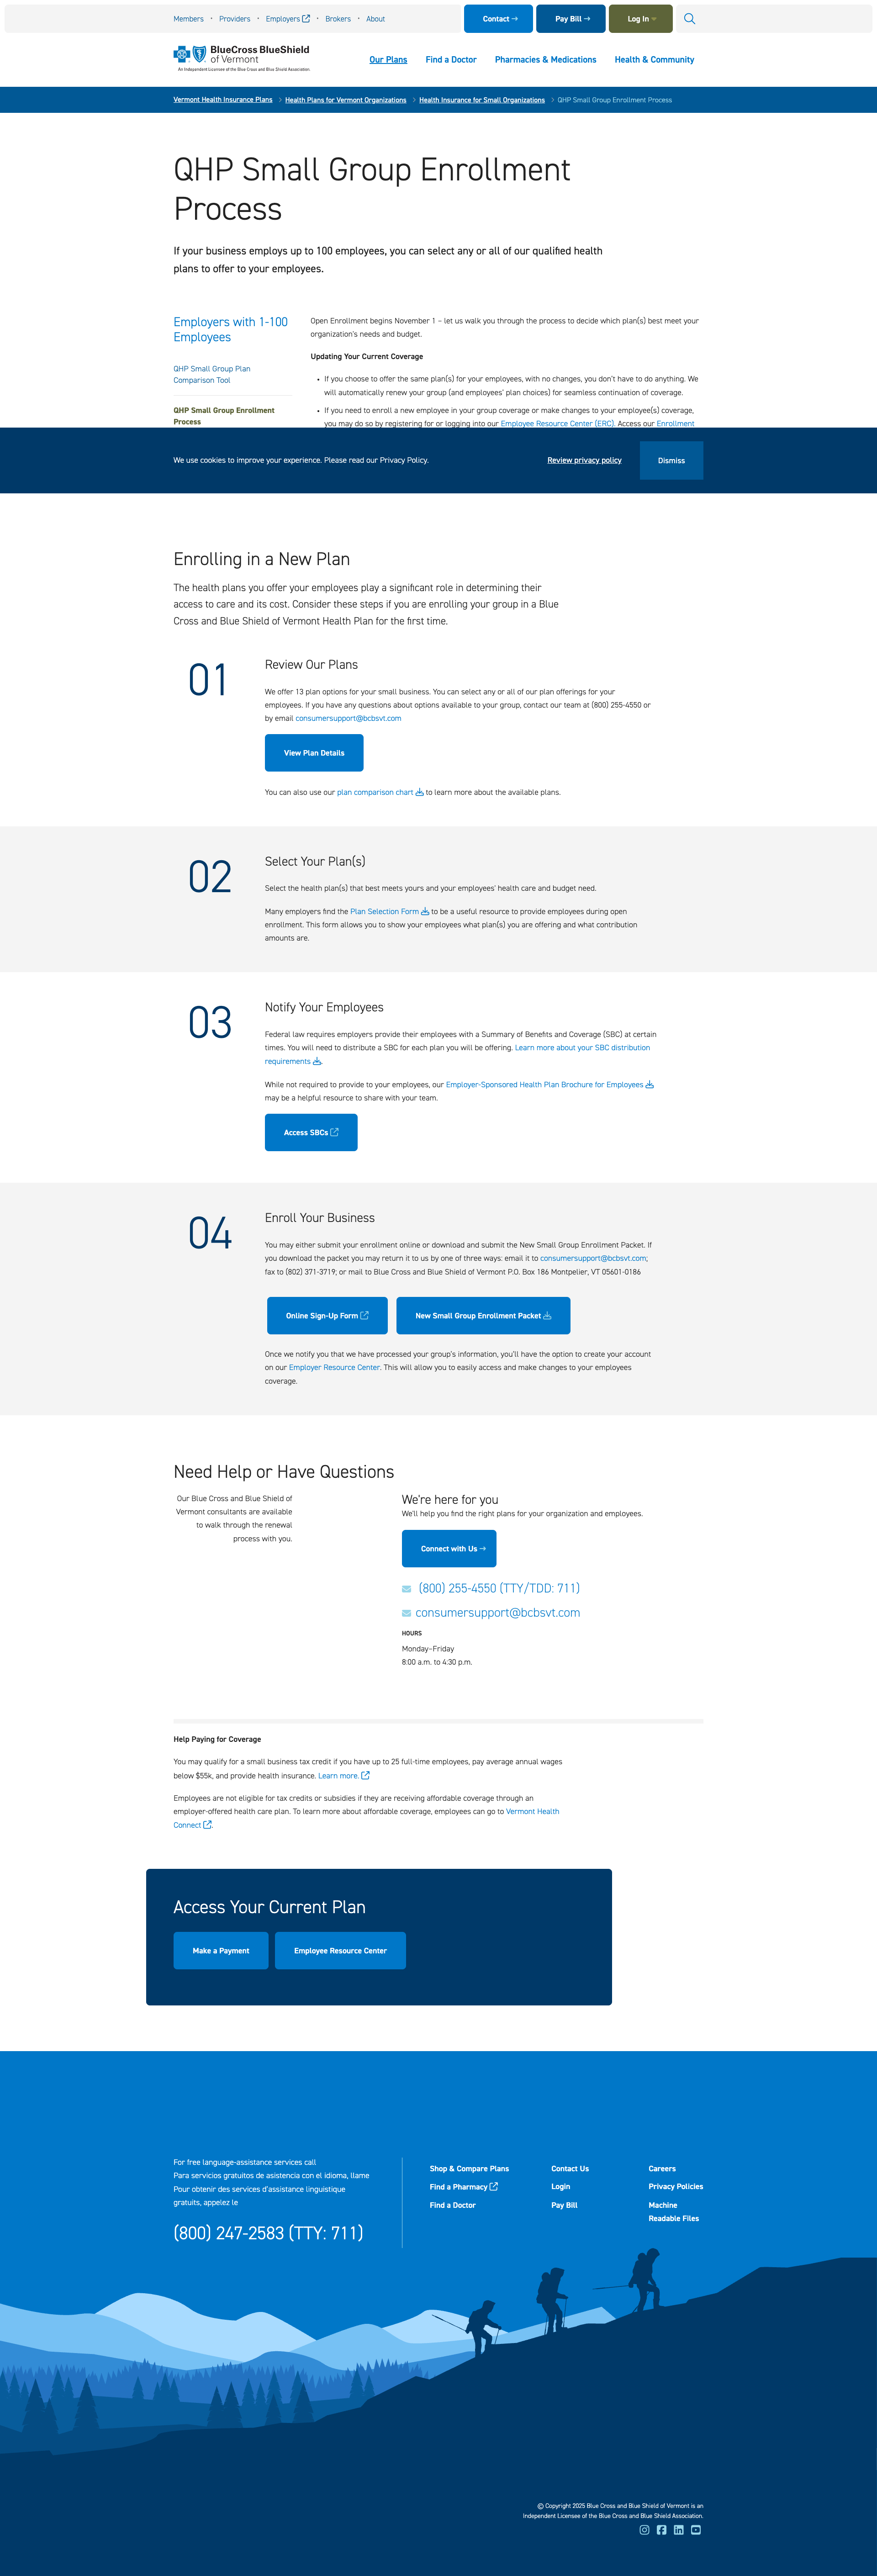 Members • Providers • Employers • Brokers • About
Contact
Pay Bill
Log In
BlueCross BlueShield
of Vermont
An Independent Licensee of the Blue Cross and Blue Shield Association.
Our Plans Find a Doctor Pharmacies & Medications Health & Community
Vermont Health Insurance Plans Health Plans for Vermont Organizations Health Insurance for Small Organizations QHP Small Group Enrollment Process
QHP Small Group Enrollment
Process
If your business employs up to 100 employees, you can select any or all of our qualified health
plans to offer to your employees.
Employers with 1-100
Employees
QHP Small Group Plan
Comparison Tool
QHP Small Group Enrollment
Process
Open Enrollment begins November 1 – let us walk you through the process to decide which plan(s) best meet your
organization's needs and budget.
Updating Your Current Coverage
• If you choose to offer the same plan(s) for your employees, with no changes, you don't have to do anything. We
will automatically renew your group (and employees' plan choices) for seamless continuation of coverage.
• If you need to enroll a new employee in your group coverage or make changes to your employee(s) coverage,
you may do so by registering for or logging into our Employee Resource Center (ERC). Access our Enrollment
We use cookies to improve your experience. Please read our Privacy Policy.
Review privacy policy
Dismiss
Enrolling in a New Plan
The health plans you offer your employees play a significant role in determining their
access to care and its cost. Consider these steps if you are enrolling your group in a Blue
Cross and Blue Shield of Vermont Health Plan for the first time.
01
Review Our Plans
We offer 13 plan options for your small business. You can select any or all of our plan offerings for your
employees. If you have any questions about options available to your group, contact our team at (800) 255-4550 or
by email consumersupport@bcbsvt.com
View Plan Details
You can also use our plan comparison chart to learn more about the available plans.
02
Select Your Plan(s)
Select the health plan(s) that best meets yours and your employees' health care and budget need.
Many employers find the Plan Selection Form to be a useful resource to provide employees during open
enrollment. This form allows you to show your employees what plan(s) you are offering and what contribution
amounts are.
03
Notify Your Employees
Federal law requires employers provide their employees with a Summary of Benefits and Coverage (SBC) at certain
times. You will need to distribute a SBC for each plan you will be offering. Learn more about your SBC distribution
requirements.
While not required to provide to your employees, our Employer-Sponsored Health Plan Brochure for Employees
may be a helpful resource to share with your team.
Access SBCs
04
Enroll Your Business
You may either submit your enrollment online or download and submit the New Small Group Enrollment Packet. If
you download the packet you may return it to us by one of three ways: email it to consumersupport@bcbsvt.com;
fax to (802) 371-3719; or mail to Blue Cross and Blue Shield of Vermont P.O. Box 186 Montpelier, VT 05601-0186
Online Sign-Up Form
New Small Group Enrollment Packet
Once we notify you that we have processed your group's information, you'll have the option to create your account
on our Employer Resource Center. This will allow you to easily access and make changes to your employees
coverage.
Need Help or Have Questions
Our Blue Cross and Blue Shield of
Vermont consultants are available
to walk through the renewal
process with you.
We're here for you
We'll help you find the right plans for your organization and employees.
Connect with Us
(800) 255-4550 (TTY/TDD: 711)
consumersupport@bcbsvt.com
HOURS
Monday–Friday
8:00 a.m. to 4:30 p.m.
Help Paying for Coverage
You may qualify for a small business tax credit if you have up to 25 full-time employees, pay average annual wages
below $55k, and provide health insurance. Learn more.
Employees are not eligible for tax credits or subsidies if they are receiving affordable coverage through an
employer-offered health care plan. To learn more about affordable coverage, employees can go to Vermont Health
Connect.
Access Your Current Plan
Make a Payment
Employee Resource Center
For free language-assistance services call
Para servicios gratuitos de asistencia con el idioma, llame
Pour obtenir des services d'assistance linguistique
gratuits, appelez le
(800) 247-2583 (TTY: 711)
Shop & Compare Plans
Find a Pharmacy
Find a Doctor
Contact Us
Login
Pay Bill
Careers
Privacy Policies
Machine
Readable Files
© Copyright 2025 Blue Cross and Blue Shield of Vermont is an
Independent Licensee of the Blue Cross and Blue Shield Association.